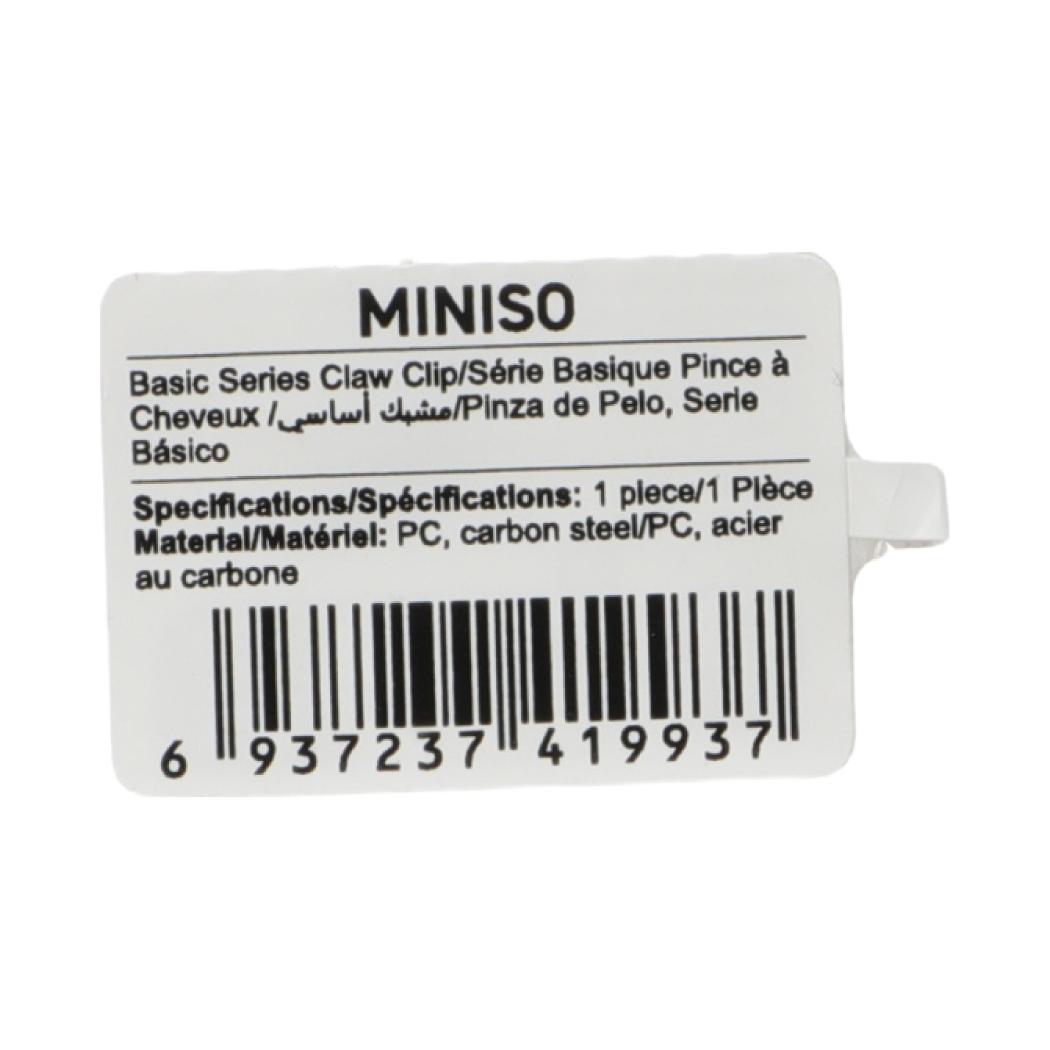 MINISO
Basic Series Claw Clip/Série Basique Pince à
Cheveux /مشبك أساسي/Pinza de Pelo, Serie
Básico
Specifications/Spécifications: 1 piece/1 Pièce
Material/Matériel: PC, carbon steel/PC, acier
au carbone
6 937237 419937